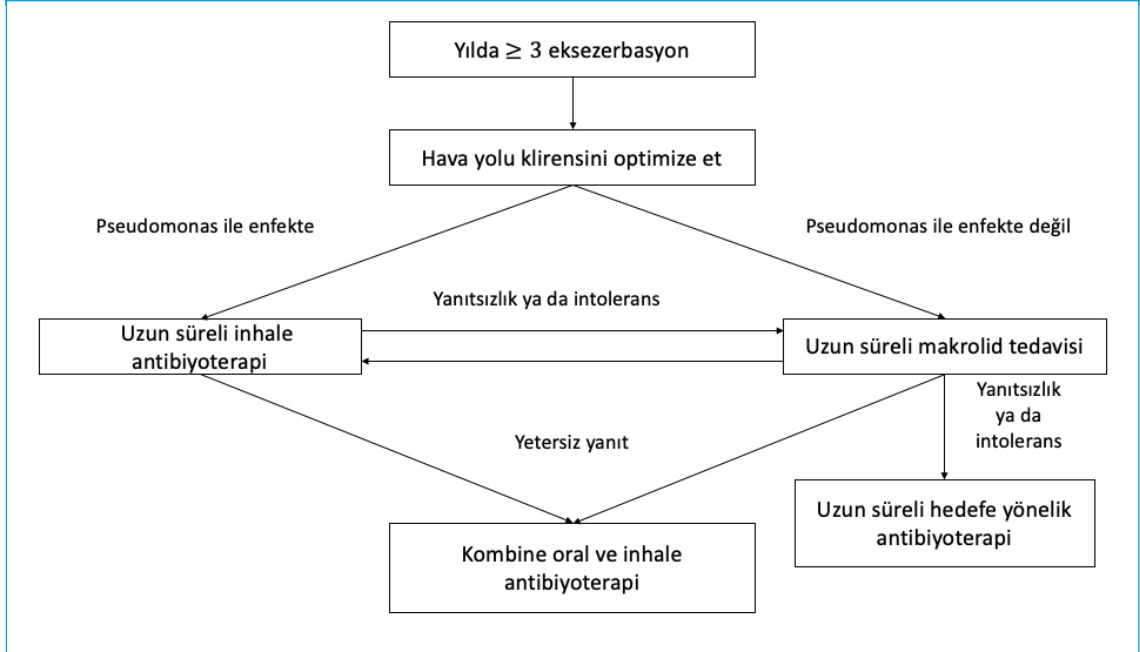 Yılda ≥ 3 eksezerbasyon
Hava yolu klirensini optimize et
Pseudomonas ile enfekte
Pseudomonas ile enfekte değil
Yanıtsızlık ya da intolerans
Uzun süreli inhale
antibiyoterapi
Uzun süreli makrolid tedavisi
Yanıtsızlık
ya da
intolerans
Yetersiz yanıt
Uzun süreli hedefe yönelik
antibiyoterapi
Kombine oral ve inhale
antibiyoterapi